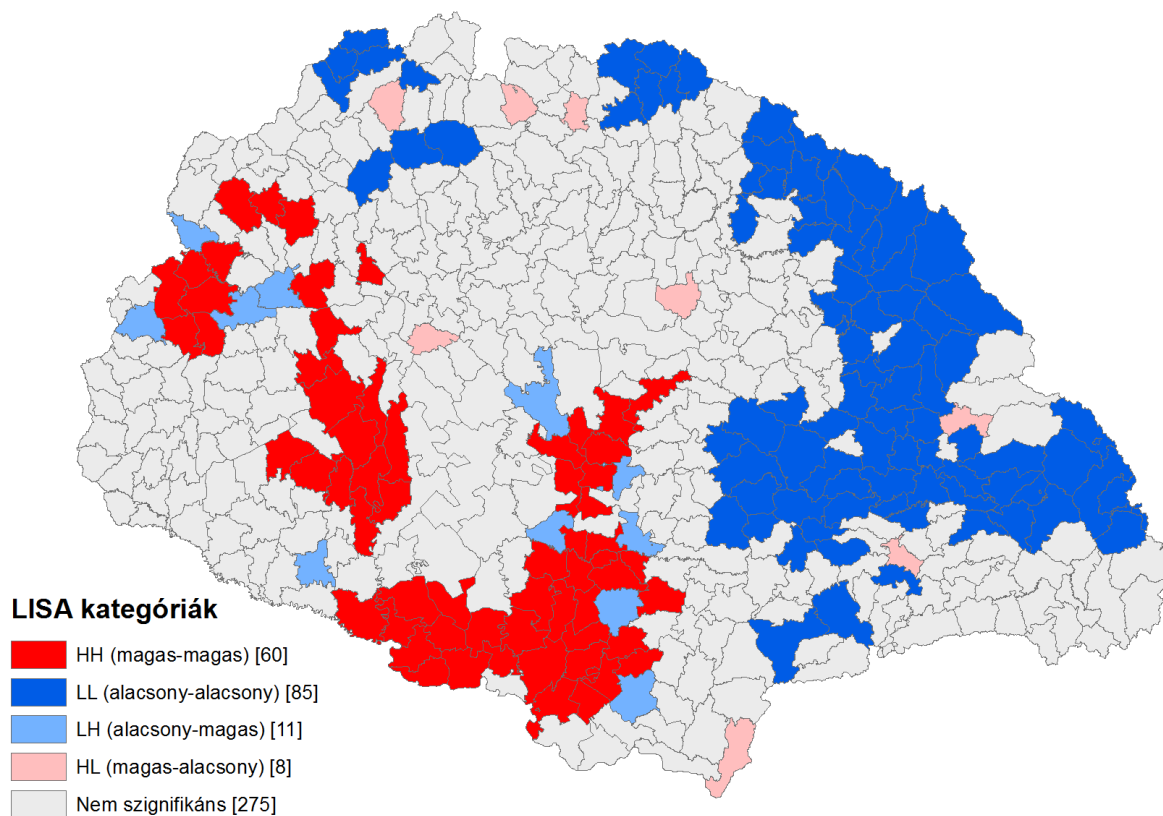 LISA kategóriák
HH (magas-magas) [60]
LL (alacsony-alacsony) [85]
LH (alacsony-magas) [11]
HL (magas-alacsony) [8]
Nem szignifikáns [275]